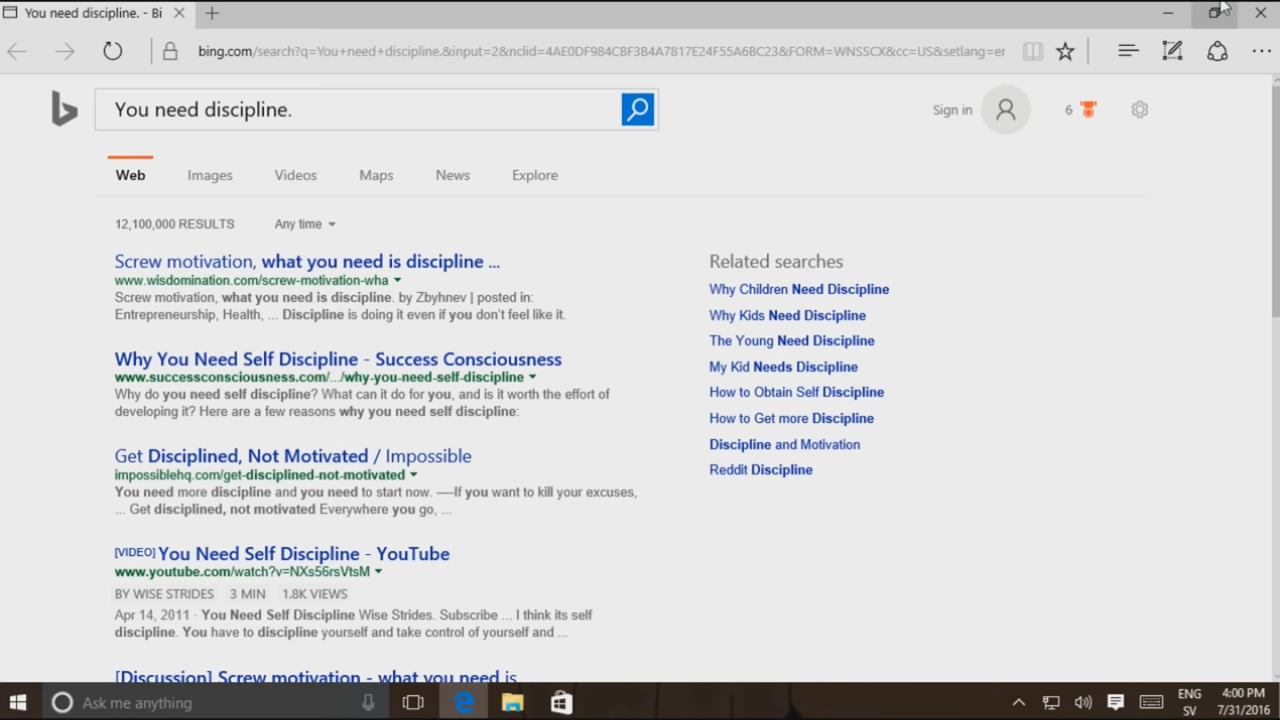 You need discipline. - Bi
bing.com/search?q=You+need+discipline.&input=2&nclid=4AE0DF984CBF3B4A7817E24F55A6BC23&FORM=WNSSCX&cc=US&setlang=er
You need discipline.
Sign in
6
Web Images Videos Maps News Explore
12,100,000 RESULTS Any time
Screw motivation, what you need is discipline ...
www.wisdomination.com/screw-motivation-wha
Screw motivation, what you need is discipline. by Zbyhnev | posted in:
Entrepreneurship, Health, ... Discipline is doing it even if you don't feel like it.
Why You Need Self Discipline - Success Consciousness
www.successconsciousness.com/.../why-you-need-self-discipline
Why do you need self discipline? What can it do for you, and is it worth the effort of
developing it? Here are a few reasons why you need self discipline:
Get Disciplined, Not Motivated / Impossible
impossiblehq.com/get-disciplined-not-motivated
You need more discipline and you need to start now. —-If you want to kill your excuses,
... Get disciplined, not motivated Everywhere you go, ...
[VIDEO] You Need Self Discipline - YouTube
www.youtube.com/watch?v=NXs56rsVtsM
BY WISE STRIDES 3 MIN 1.8K VIEWS
Apr 14, 2011 · You Need Self Discipline Wise Strides. Subscribe ... I think its self
discipline. You have to discipline yourself and take control of yourself and ...
[Discussion] Screw motivation - what you need is
Related searches
Why Children Need Discipline
Why Kids Need Discipline
The Young Need Discipline
My Kid Needs Discipline
How to Obtain Self Discipline
How to Get more Discipline
Discipline and Motivation
Reddit Discipline
Ask me anything
ENG
SV
4:00 PM
7/31/2016